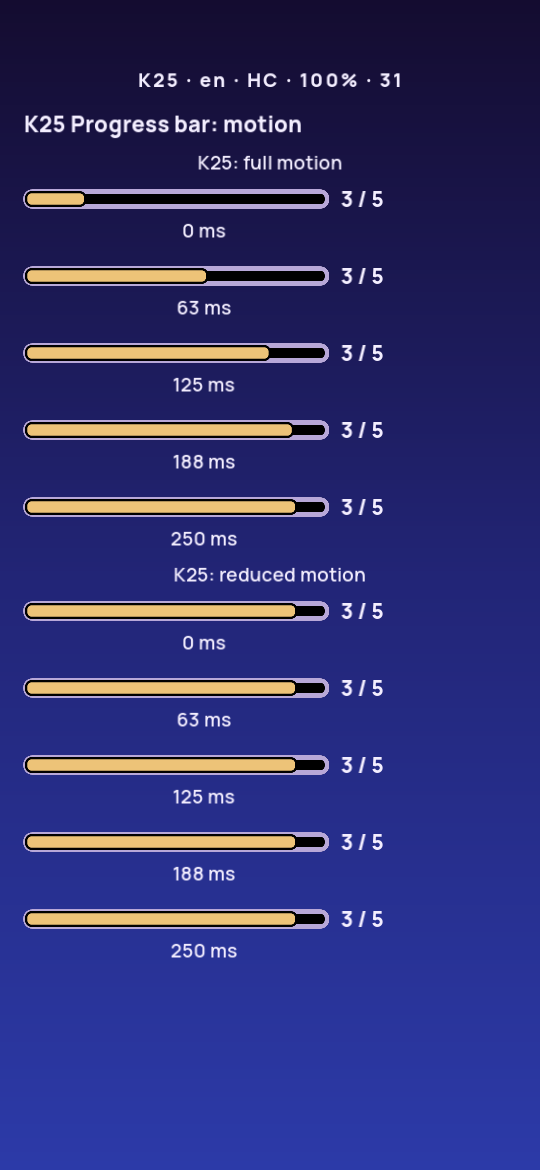 K25 · en · HC · 100% · 31
K25 Progress bar: motion
K25: full motion
3 / 5
0 ms
3 / 5
63 ms
3 / 5
125 ms
3 / 5
188 ms
3 / 5
250 ms
K25: reduced motion
3 / 5
0 ms
3 / 5
63 ms
3 / 5
125 ms
3 / 5
188 ms
3 / 5
250 ms